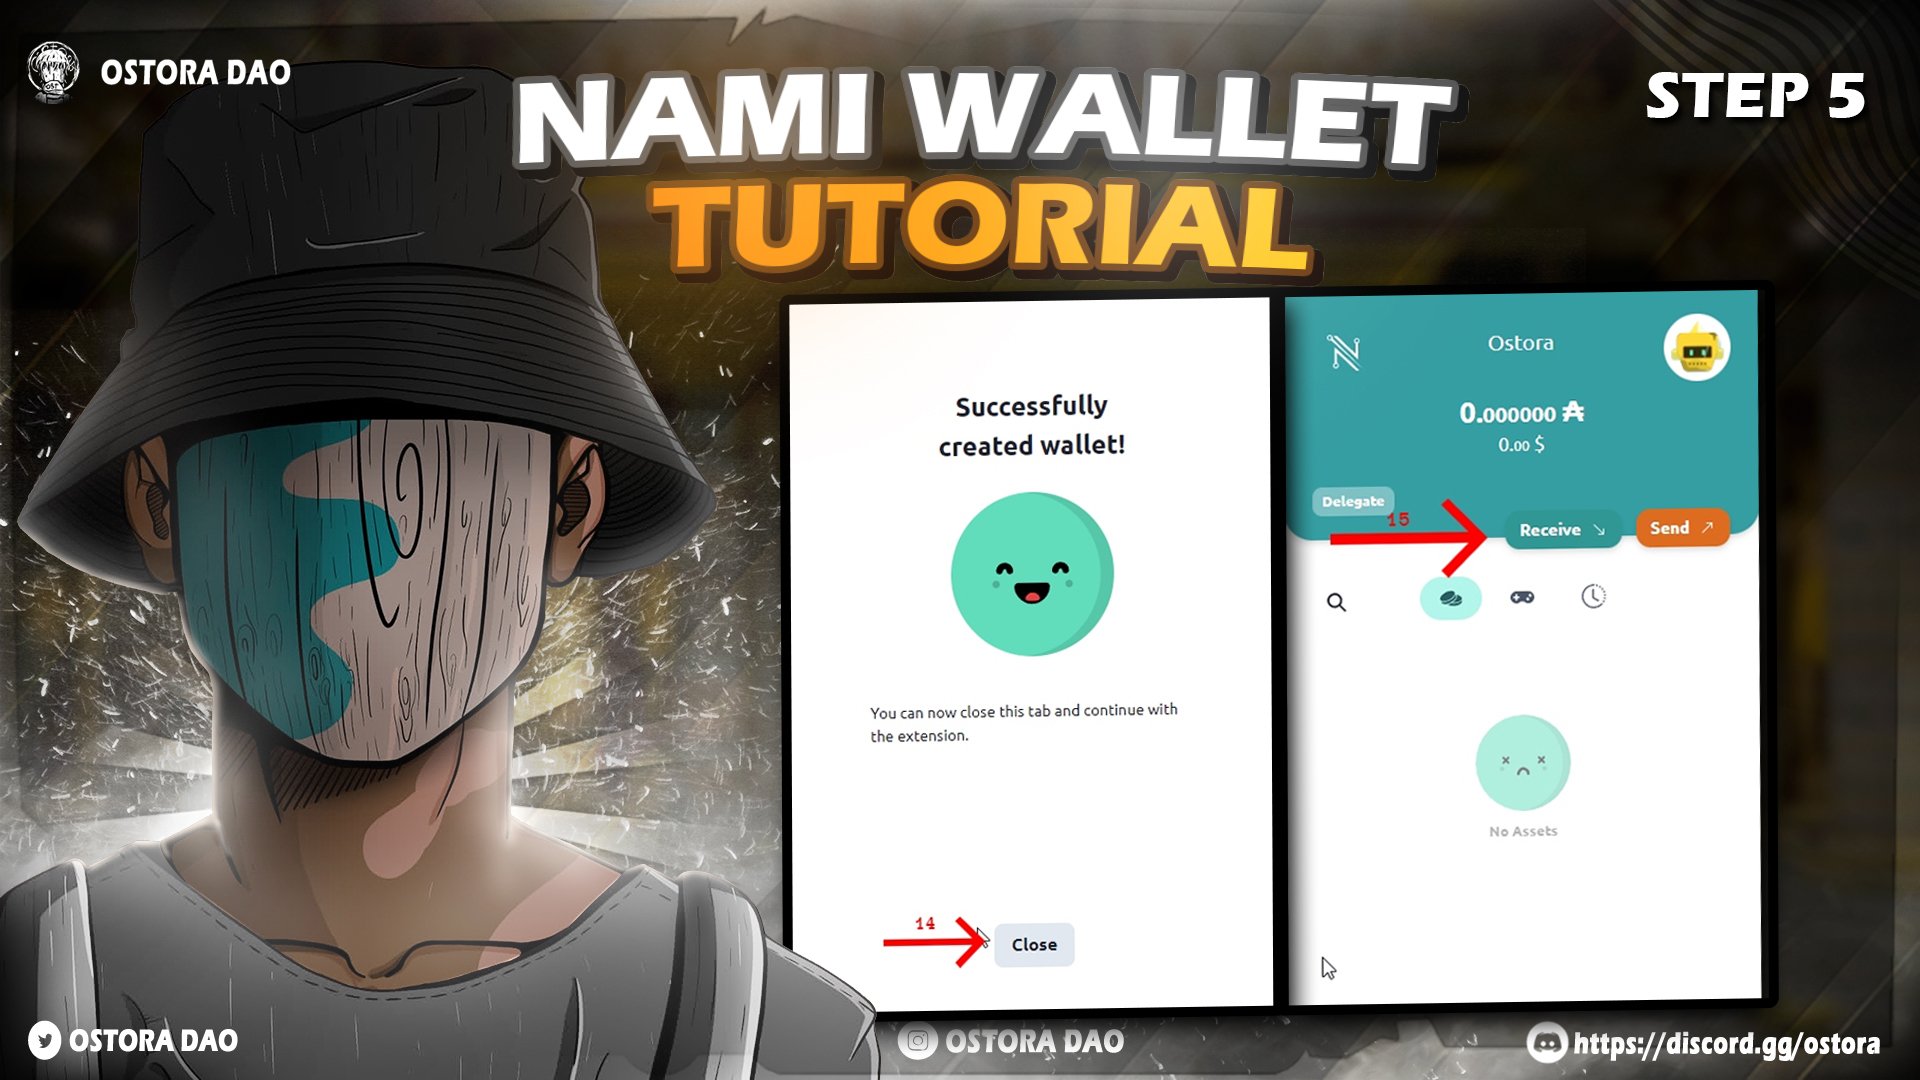 OSTORA DAO
NAMI WALLET
TUTORIAL
STEP 5
Successfully
created wallet!
You can now close this tab and continue with
the extension.
14
Close
Ostora
0.000000 ₳
0.00 $
Delegate
15
Receive
Send
No Assets
OSTORA DAO
OSTORA DAO
https://discord.gg/ostora